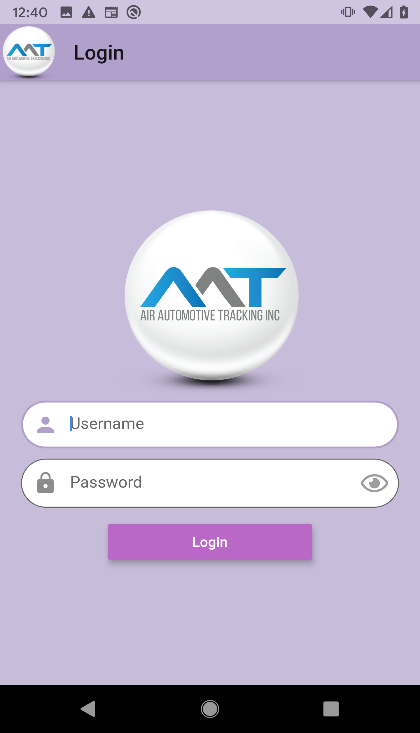 12:40
Login
AAT
AIR AUTOMOTIVE TRACKING INC
Username
Password
Login